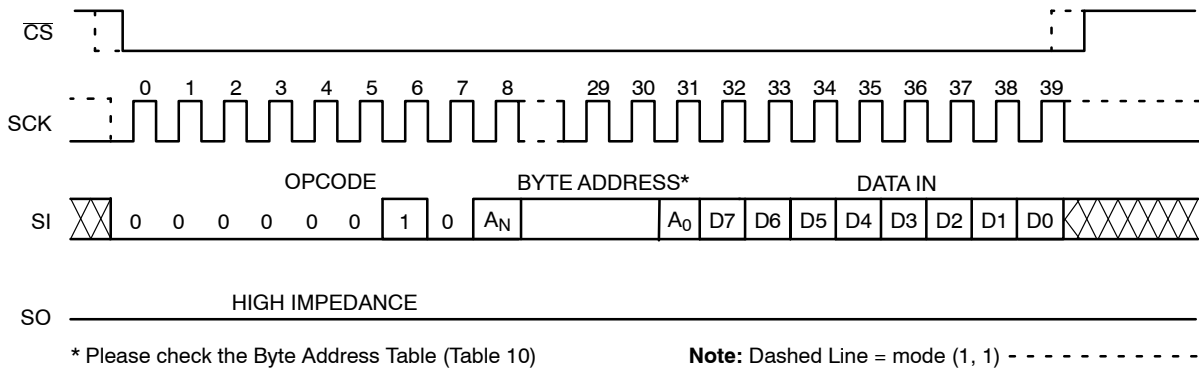 CS
0 1 2 3 4 5 6 7 8 29 30 31 32 33 34 35 36 37 38 39
SCK
OPCODE BYTE ADDRESS* DATA IN
SI 0 0 0 0 0 0 1 0 AN A0 D7 D6 D5 D4 D3 D2 D1 D0
HIGH IMPEDANCE
SO
* Please check the Byte Address Table (Table 10) Note: Dashed Line = mode (1, 1)